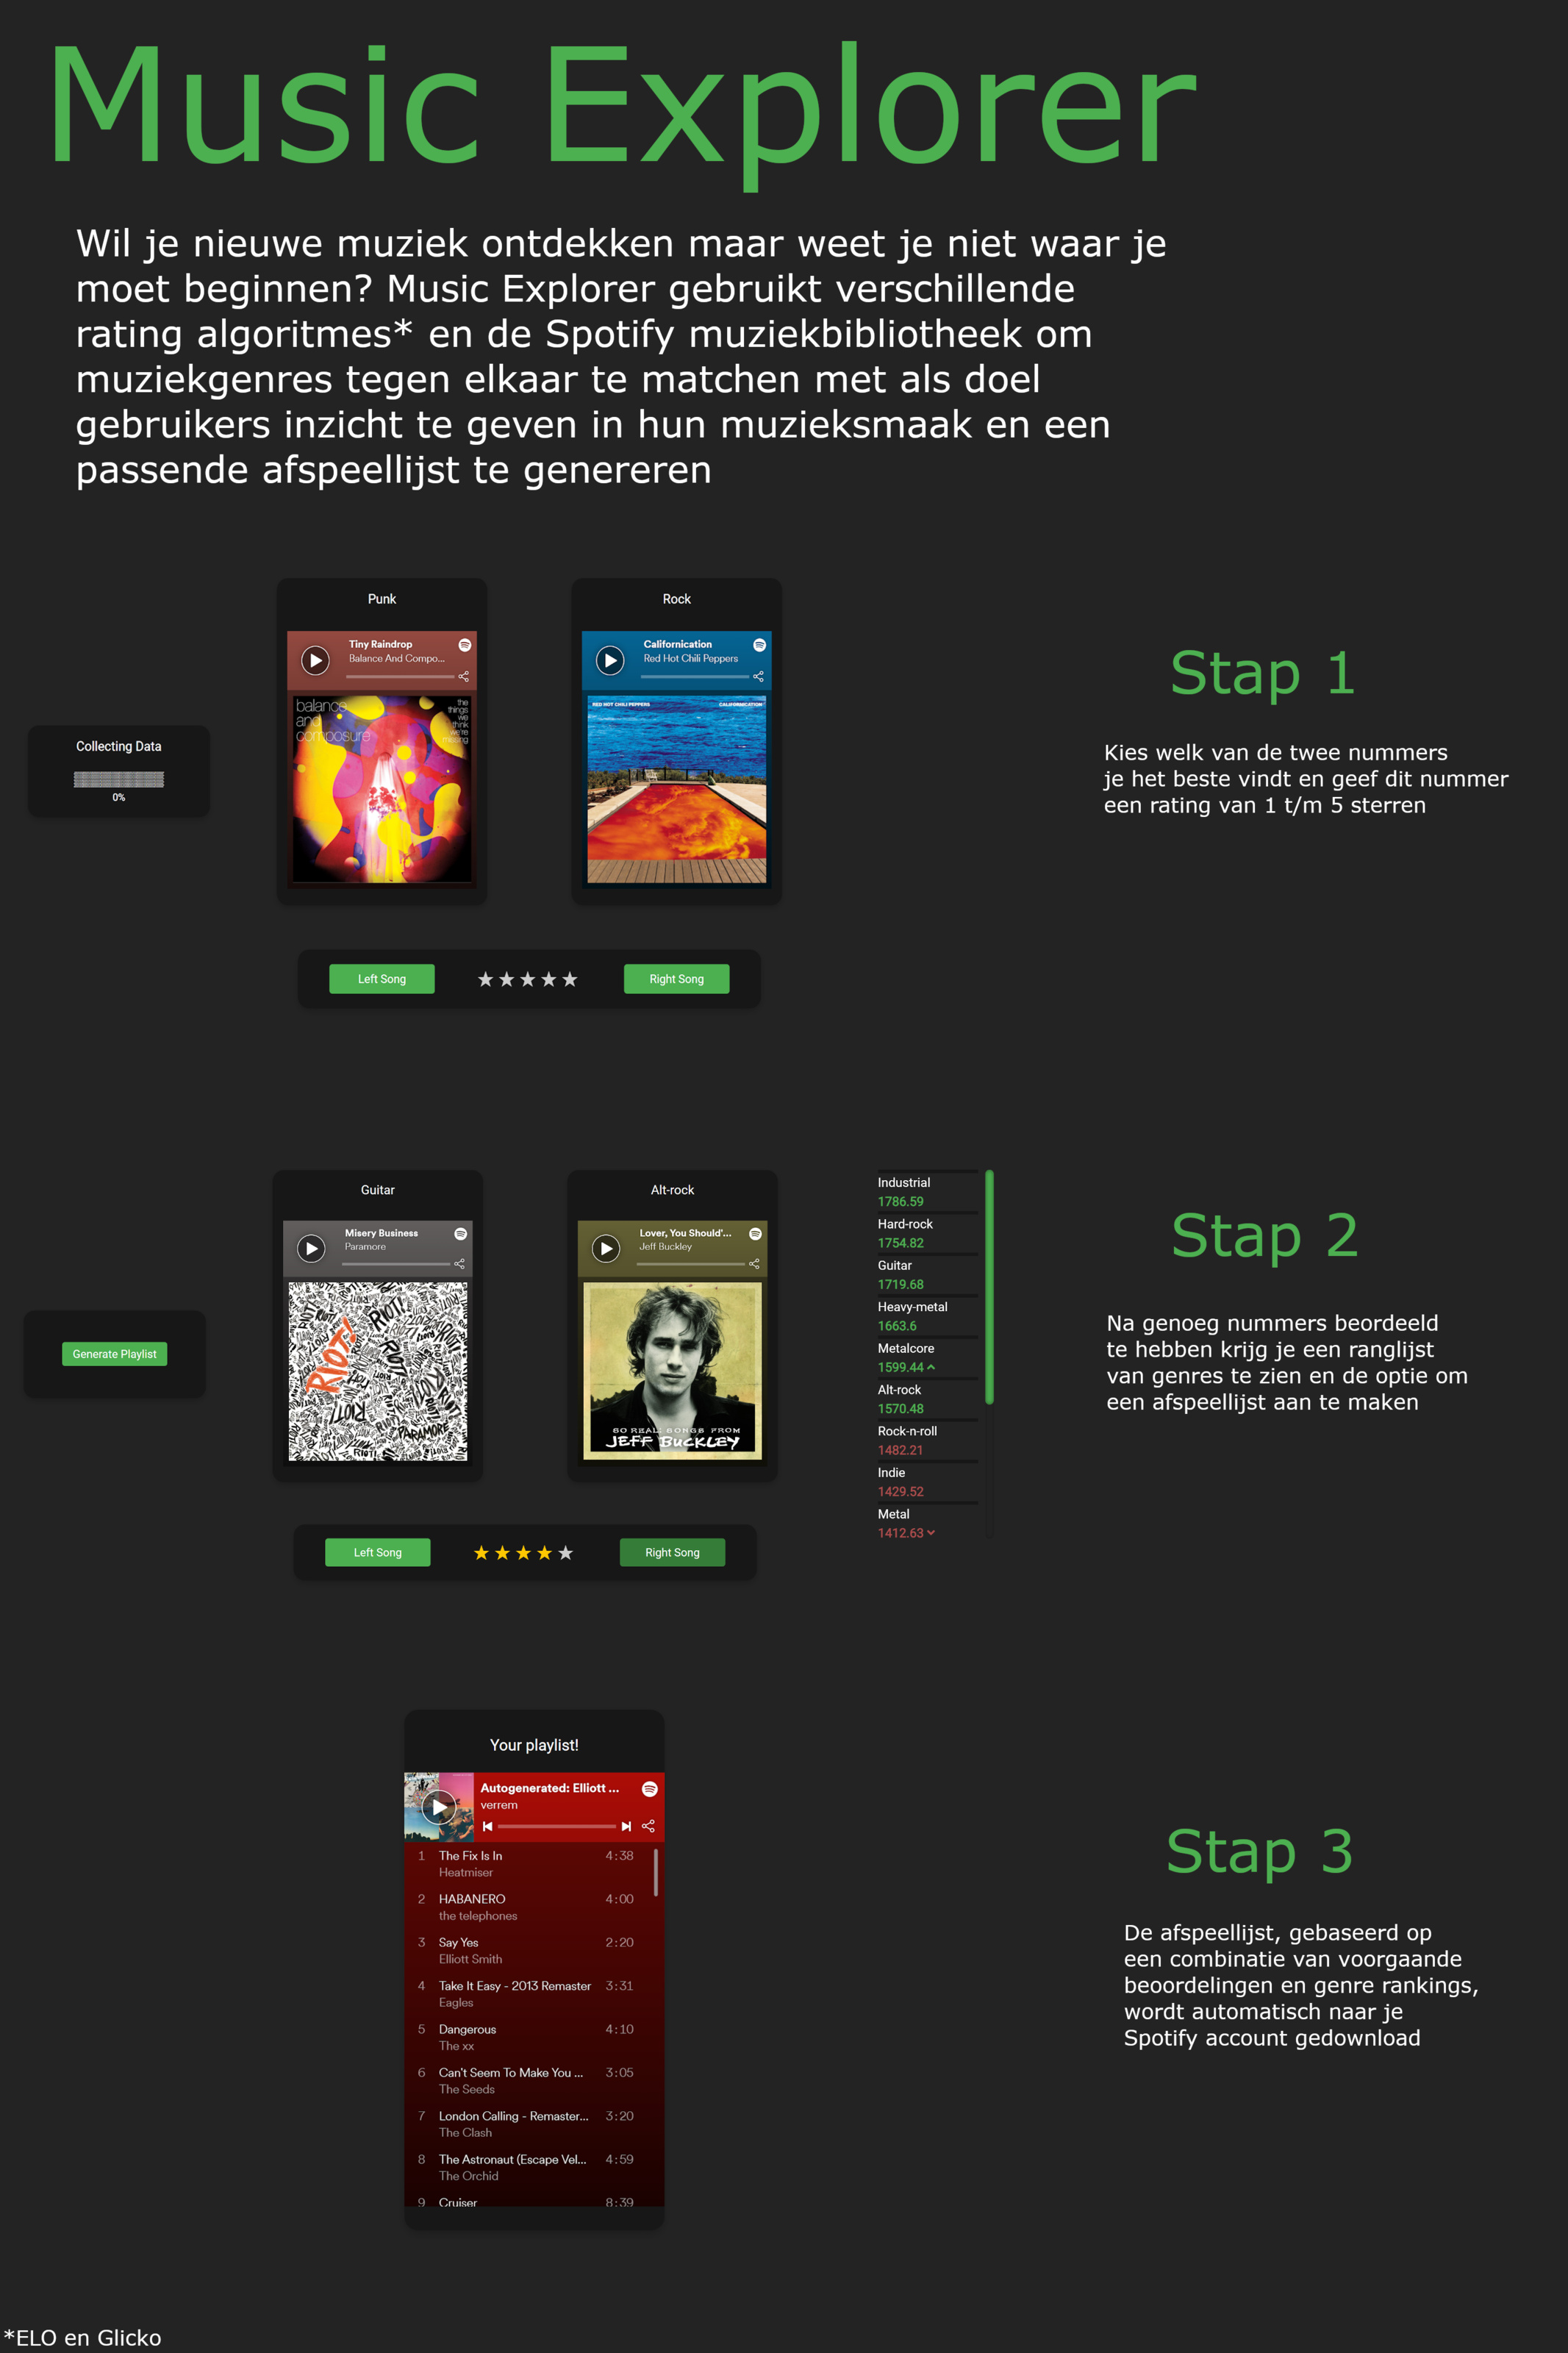 Music Explorer
Wil je nieuwe muziek ontdekken maar weet je niet waar je
moet beginnen? Music Explorer gebruikt verschillende
rating algoritmes* en de Spotify muziekbibliotheek om
muziekgenres tegen elkaar te matchen met als doel
gebruikers inzicht te geven in hun muzieksmaak en een
passende afspeellijst te genereren
Collecting Data
0%
Punk
Tiny Raindrop
Balance And Compo...
balance
and
composure
the
things
we
think
we're
missing
Rock
Californication
Red Hot Chili Peppers
RED HOT CHILI PEPPERS
CALIFORNICATION
Left Song
Right Song
Stap 1
Kies welk van de twee nummers
je het beste vindt en geef dit nummer
een rating van 1 t/m 5 sterren
Generate Playlist
Guitar
Misery Business
Paramore
RIOT!
RIOT!
RIOT!
RIOT!
PARAMORE
RIOT!
Alt-rock
Lover, You Should'...
Jeff Buckley
SO REAL: SONGS FROM
JEFF BUCKLEY
Left Song
Right Song
Industrial
1786.59
Hard-rock
1754.82
Guitar
1719.68
Heavy-metal
1663.6
Metalcore
1599.44
Alt-rock
1570.48
Rock-n-roll
1482.21
Indie
1429.52
Metal
1412.63
Stap 2
Na genoeg nummers beordeeld
te hebben krijg je een ranglijst
van genres te zien en de optie om
een afspeellijst aan te maken
Your playlist!
Autogenerated: Elliott ...
verrem
1 The Fix Is In 4:38
Heatmiser
2 HABANERO 4:00
the telephones
3 Say Yes 2:20
Elliott Smith
4 Take It Easy - 2013 Remaster 3:31
Eagles
5 Dangerous 4:10
The xx
6 Can't Seem To Make You ... 3:05
The Seeds
7 London Calling - Remaster... 3:20
The Clash
8 The Astronaut (Escape Vel... 4:59
The Orchid
9 Cruiser 8:39
Stap 3
De afspeellijst, gebaseerd op
een combinatie van voorgaande
beoordelingen en genre rankings,
wordt automatisch naar je
Spotify account gedownload
*ELO en Glicko